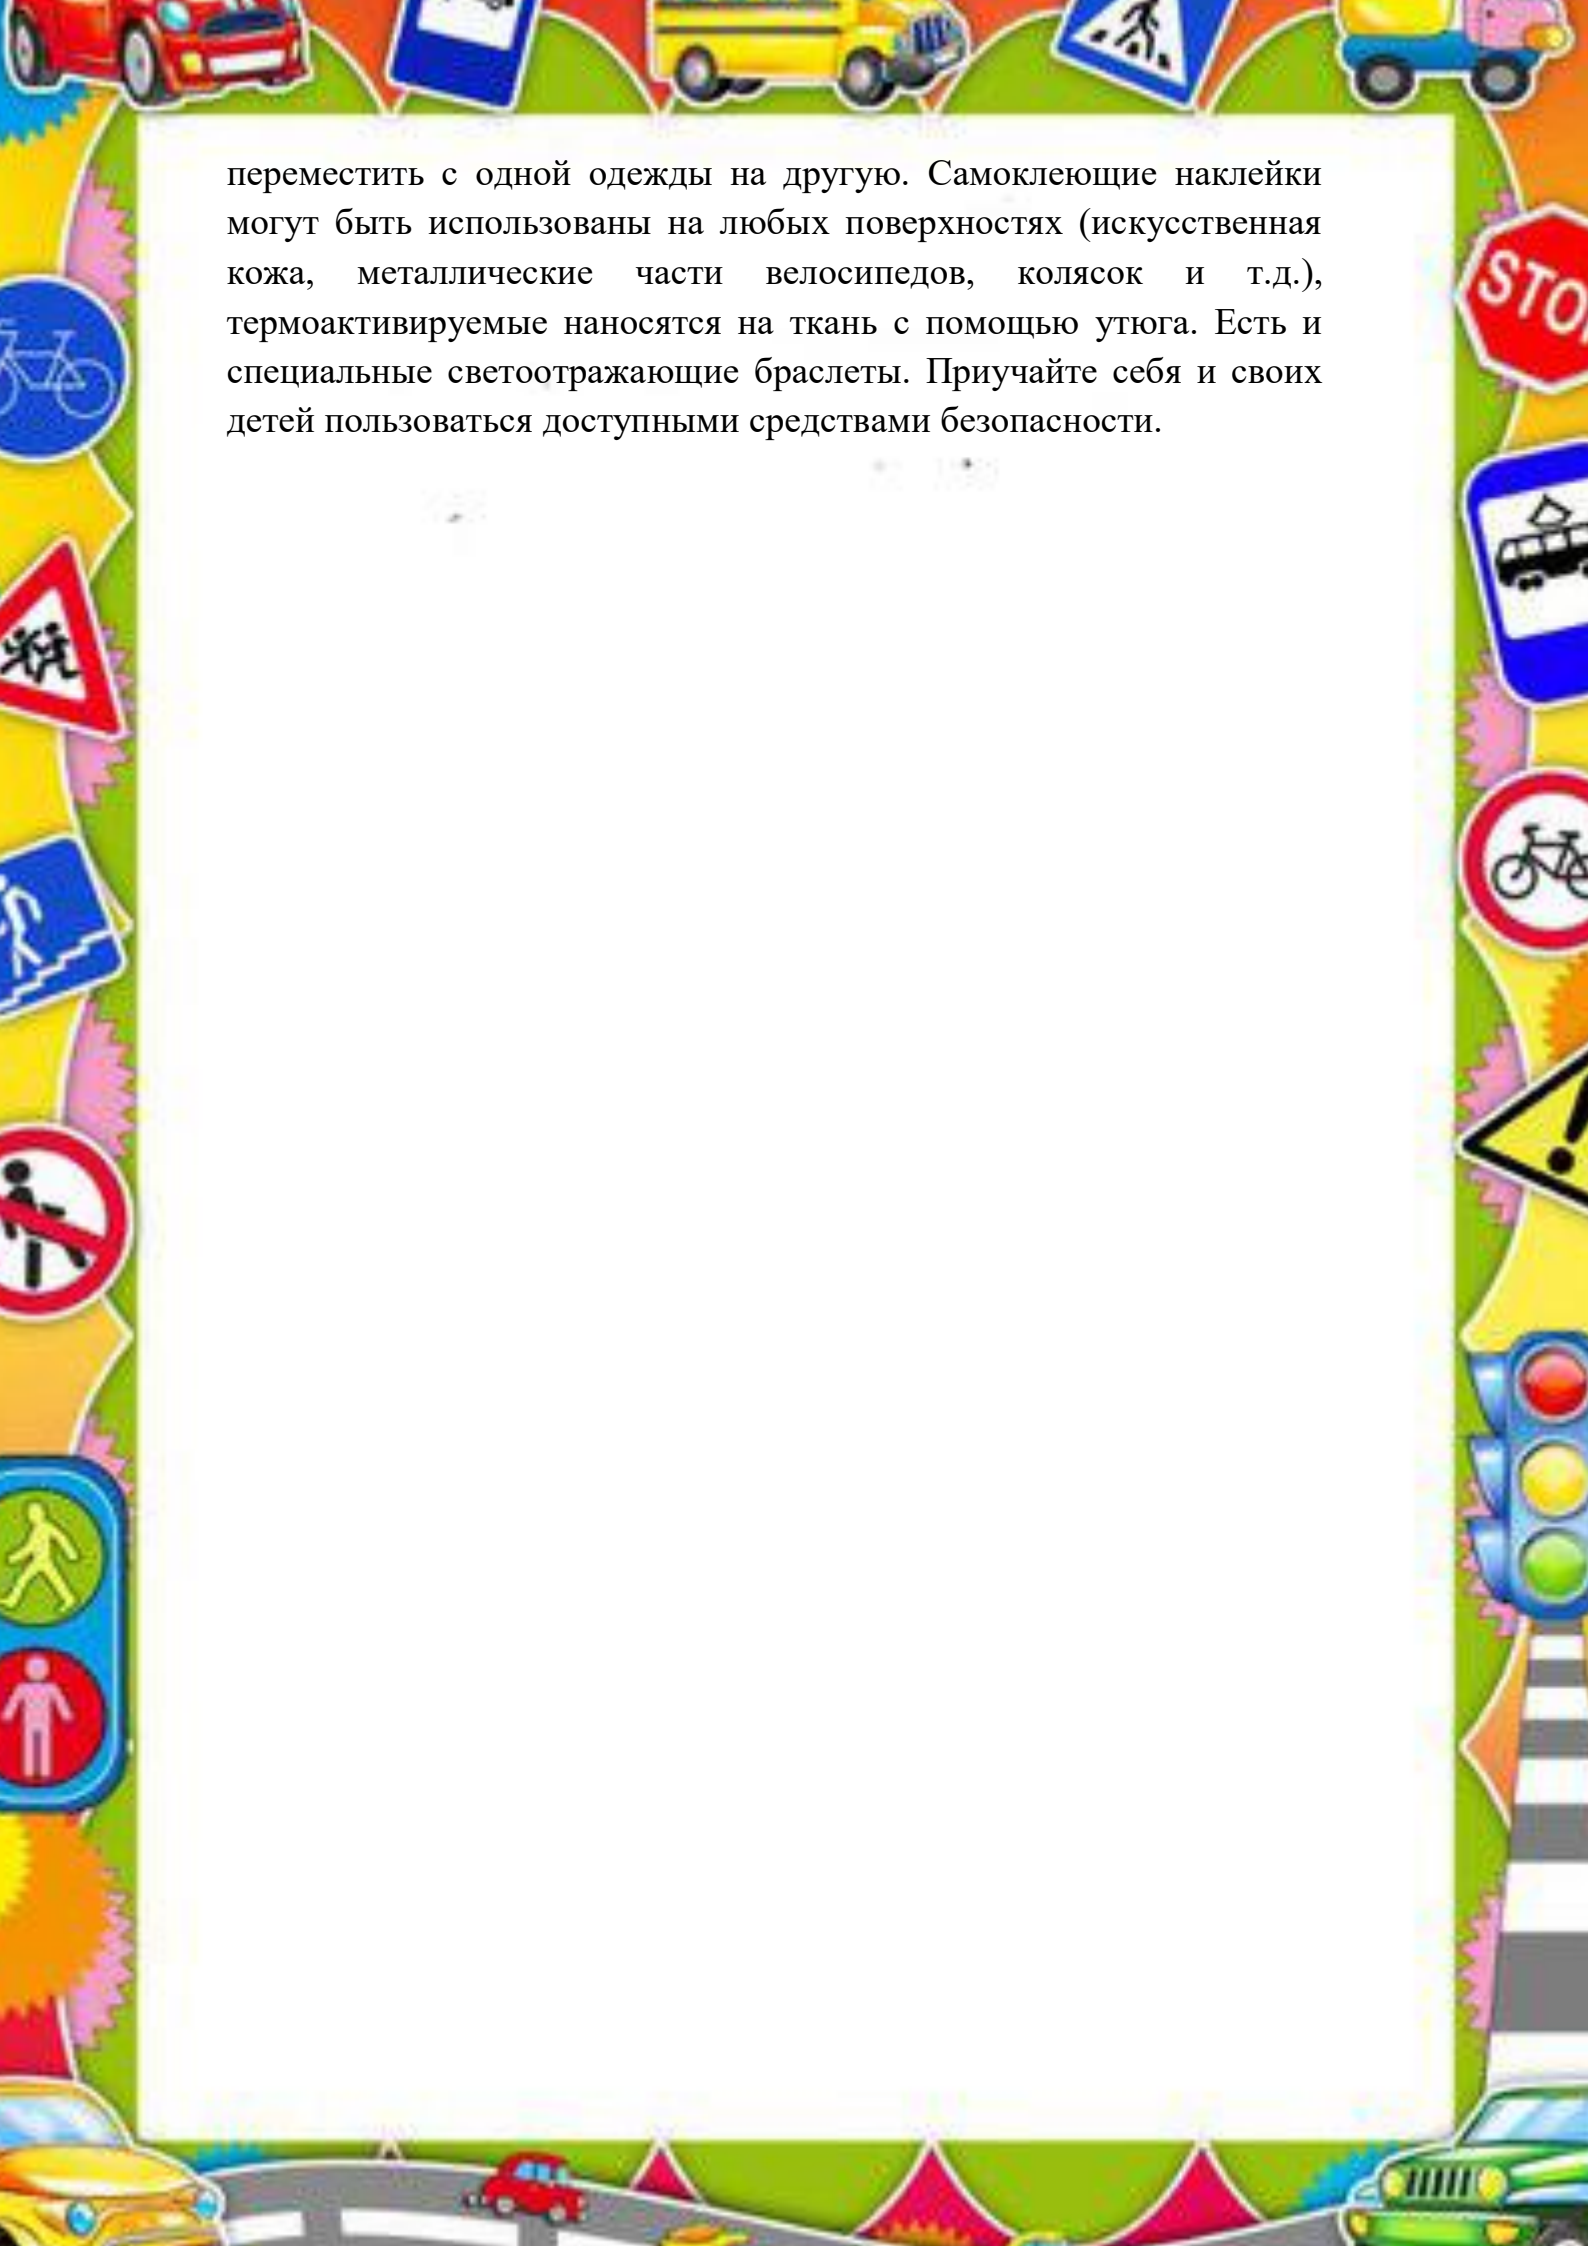 переместить с одной одежды на другую. Самоклеющие наклейки
могут быть использованы на любых поверхностях (искусственная
кожа, металлические части велосипедов, колясок и т.д.),
термоактивируемые наносятся на ткань с помощью утюга. Есть и
специальные светоотражающие браслеты. Приучайте себя и своих
детей пользоваться доступными средствами безопасности.